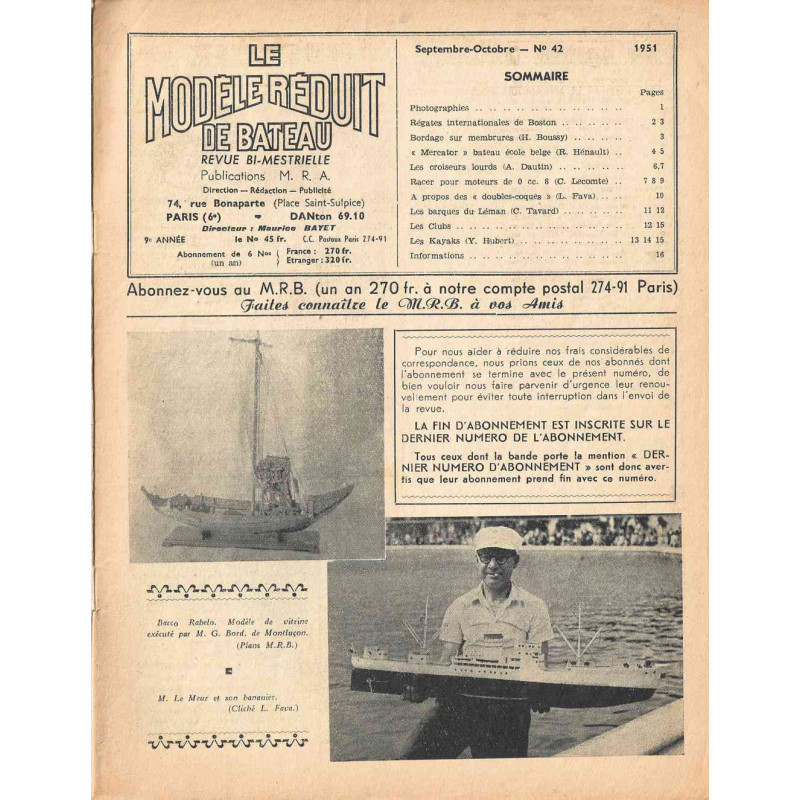 LE
MODÈLE RÉDUIT
DE BATEAU
REVUE BI-MESTRIELLE
Publications M. R. A.
Direction — Rédaction — Publicité
74, rue Bonaparte (Place Saint-Sulpice)
PARIS (6e) - DANton 69.10
Directeur : Maurice BAYET
9e ANNÉE le No 45 fr. C.C. Postaux Paris 274-91
Abonnement de 6 Nos (un an) { France : 270 fr.
Etranger : 320 fr.
Septembre-Octobre — No 42 1951
SOMMAIRE
Pages
Photographies .. .. .. .. .. .. .. .. .. .. .. 1
Régates internationales de Boston .. .. .. .. .. 2 3
Bordage sur membrures (H. Boussy) .. .. .. .. 3
« Mercator » bateau école belge (R. Hénault) .. 4 5
Les croiseurs lourds (A. Dautin) .. .. .. .. .. 6,7
Racer pour moteurs de 0 cc. 8 (C. Lecomte) .. 7 8 9
A propos des « doubles-coques » (L. Fava) .. .. 10
Les barques du Léman (C. Tavard) .. .. .. .. 11 12
Les Clubs .. .. .. .. .. .. .. .. .. .. .. .. 12 15
Les Kayaks (Y. Hubert) .. .. .. .. .. .. .. 13 14 15
Informations .. .. .. .. .. .. .. .. .. .. .. 16
Abonnez-vous au M.R.B. (un an 270 fr. à notre compte postal 274-91 Paris)
Faites connaître le M.R.B. à vos Amis
Pour nous aider à réduire nos frais considérables de
correspondance, nous prions ceux de nos abonnés dont
l'abonnement se termine avec le présent numéro, de
bien vouloir nous faire parvenir d'urgence leur renou-
vellement pour éviter toute interruption dans l'envoi de
la revue.
LA FIN D'ABONNEMENT EST INSCRITE SUR LE
DERNIER NUMERO DE L'ABONNEMENT.
Tous ceux dont la bande porte la mention « DER-
NIER NUMERO D'ABONNEMENT » sont donc aver-
tis que leur abonnement prend fin avec ce numéro.
Barco Rabelo. Modèle de vitrine
exécuté par M. G. Bord, de Montluçon.
(Plans M.R.B.)
M. Le Meur et son bananier.
(Cliché L. Fava.)